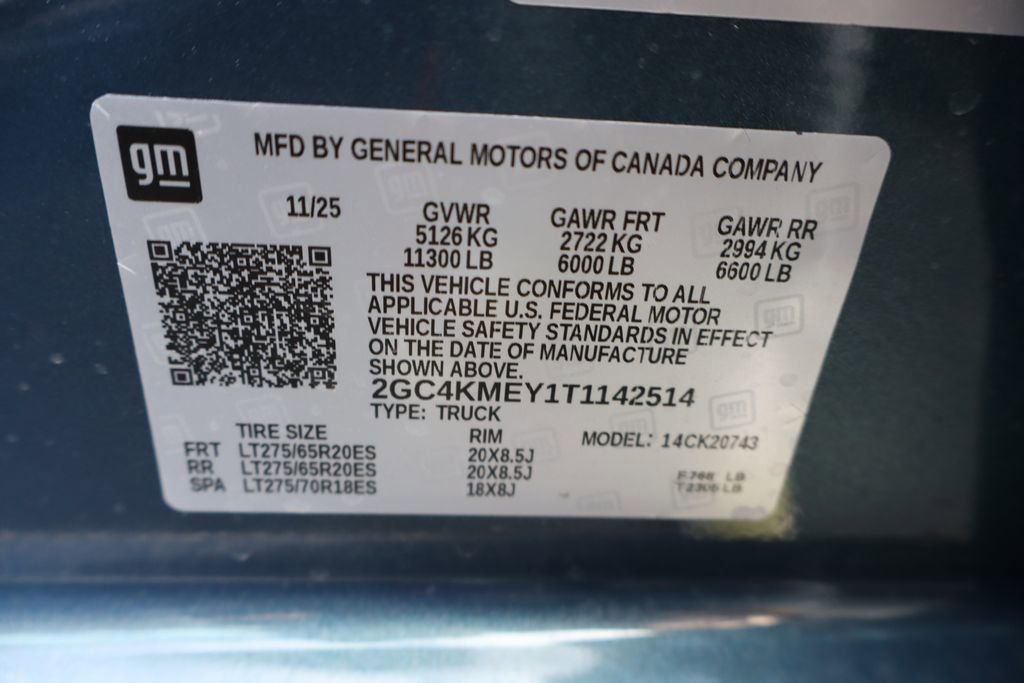 gm
MFD BY GENERAL MOTORS OF CANADA COMPANY
11/25
GVWR
5126 KG
11300 LB
GAWR FRT
2722 KG
6000 LB
GAWR RR
2994 KG
6600 LB
THIS VEHICLE CONFORMS TO ALL
APPLICABLE U.S. FEDERAL MOTOR
VEHICLE SAFETY STANDARDS IN EFFECT
ON THE DATE OF MANUFACTURE
SHOWN ABOVE.
2GC4KMEY1T1142514
TYPE: TRUCK
TIRE SIZE RIM MODEL: 14CK20743
FRT LT275/65R20ES 20X8.5J
RR LT275/65R20ES 20X8.5J
SPA LT275/70R18ES 18X8J
LB
LB